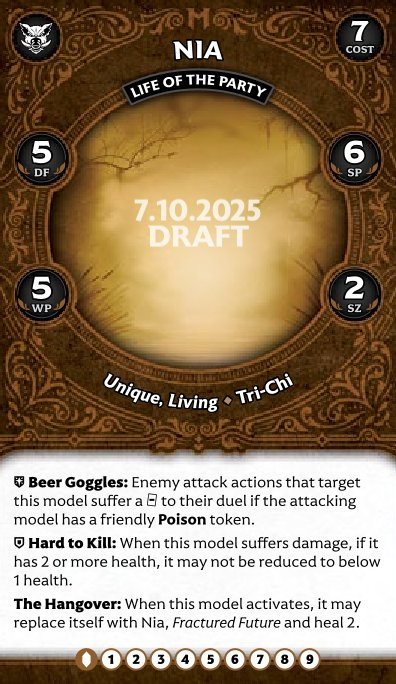 NIA
7
COST
LIFE OF THE PARTY
5
DF
6
SP
7.10.2025
DRAFT
5
WP
2
SZ
Unique, Living ◆ Tri-Chi
Beer Goggles: Enemy attack actions that target
this model suffer a to their duel if the attacking
model has a friendly Poison token.
Hard to Kill: When this model suffers damage, if it
has 2 or more health, it may not be reduced to below
1 health.
The Hangover: When this model activates, it may
replace itself with Nia, Fractured Future and heal 2.
1 2 3 4 5 6 7 8 9